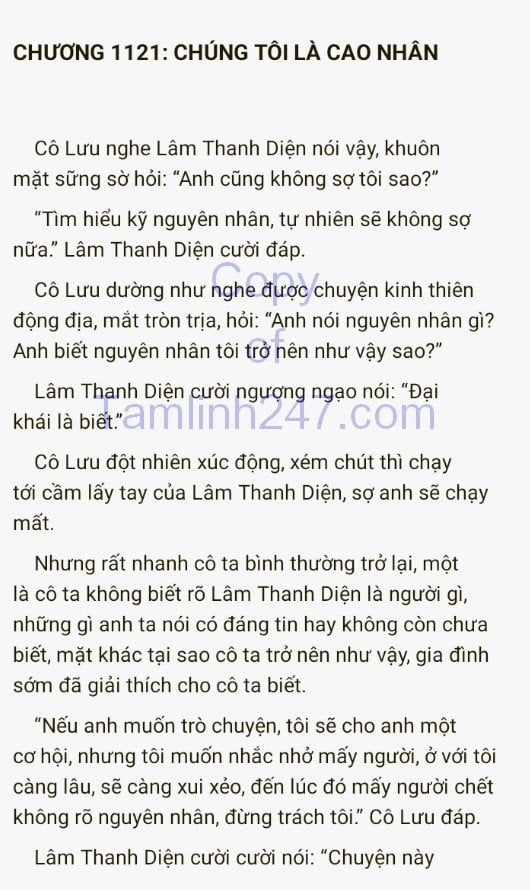 CHƯƠNG 1121: CHÚNG TÔI LÀ CAO NHÂN
Cô Lưu nghe Lâm Thanh Diện nói vậy, khuôn
mặt sững sờ hỏi: “Anh cũng không sợ tôi sao?”
“Tìm hiểu kỹ nguyên nhân, tự nhiên sẽ không sợ
nữa.” Lâm Thanh Diện cười đáp.
Cô Lưu dường như nghe được chuyện kinh thiên
động địa, mắt tròn trịa, hỏi: “Anh nói nguyên nhân gì?
Anh biết nguyên nhân tôi trở nên như vậy sao?”
Lâm Thanh Diện cười ngượng ngạo nói: “Đại
khái là biết.”
Cô Lưu đột nhiên xúc động, xém chút thì chạy
tới cầm lấy tay của Lâm Thanh Diện, sợ anh sẽ chạy
mất.
Nhưng rất nhanh cô ta bình thường trở lại, một
là cô ta không biết rõ Lâm Thanh Diện là người gì,
những gì anh ta nói có đáng tin hay không còn chưa
biết, mặt khác tại sao cô ta trở nên như vậy, gia đình
sớm đã giải thích cho cô ta biết.
“Nếu anh muốn trò chuyện, tôi sẽ cho anh một
cơ hội, nhưng tôi muốn nhắc nhở mấy người, ở với tôi
càng lâu, sẽ càng xui xẻo, đến lúc đó mấy người chết
không rõ nguyên nhân, đừng trách tôi.” Cô Lưu đáp.
Lâm Thanh Diện cười cười nói: “Chuyện này
Copy
of
Tamlinh247.com